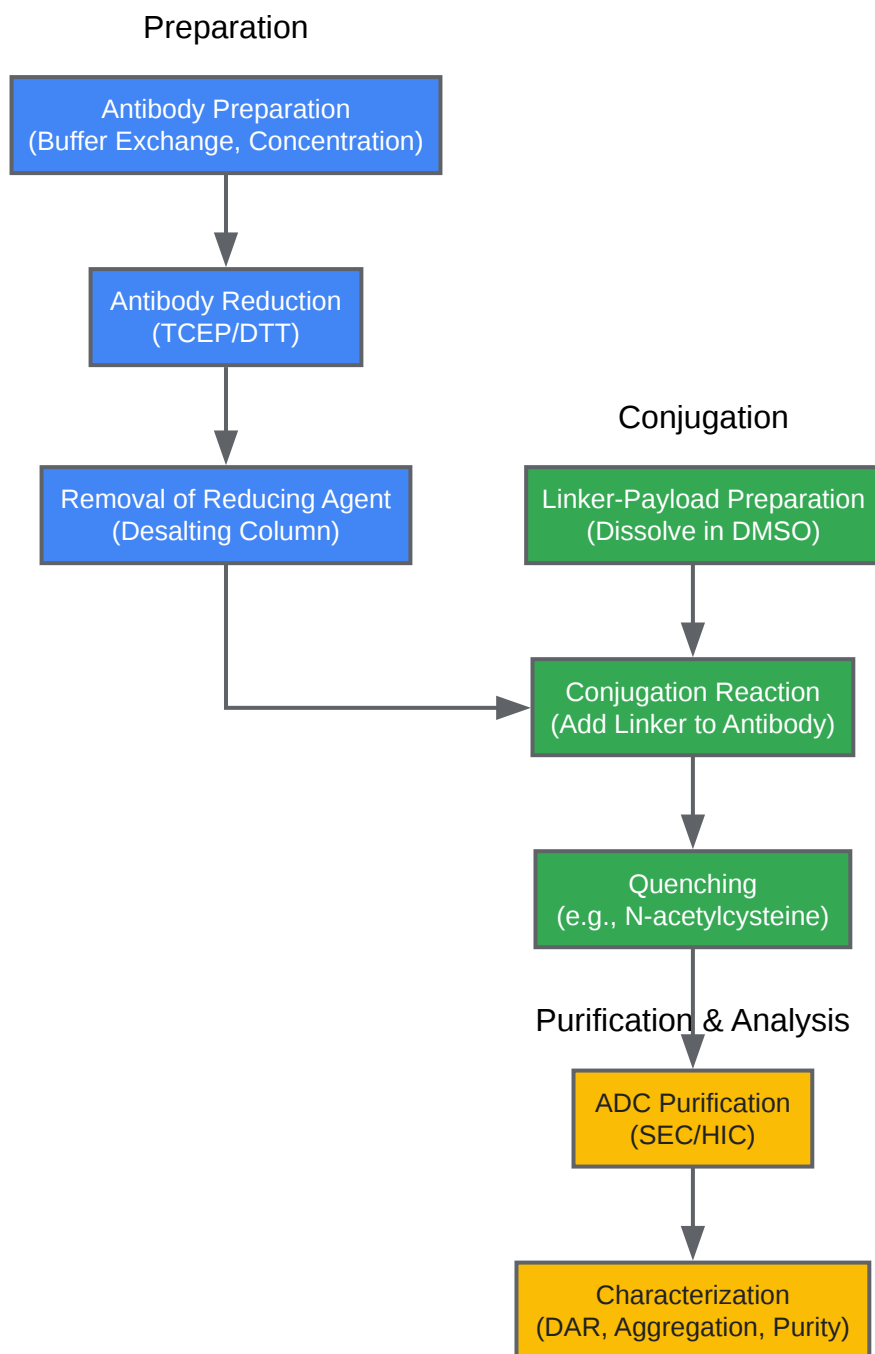 Preparation
Antibody Preparation
(Buffer Exchange, Concentration)
Antibody Reduction
(TCEP/DTT)
Removal of Reducing Agent
(Desalting Column)
Conjugation
Linker-Payload Preparation
(Dissolve in DMSO)
Conjugation Reaction
(Add Linker to Antibody)
Quenching
(e.g., N-acetylcysteine)
Purification & Analysis
ADC Purification
(SEC/HIC)
Characterization
(DAR, Aggregation, Purity)